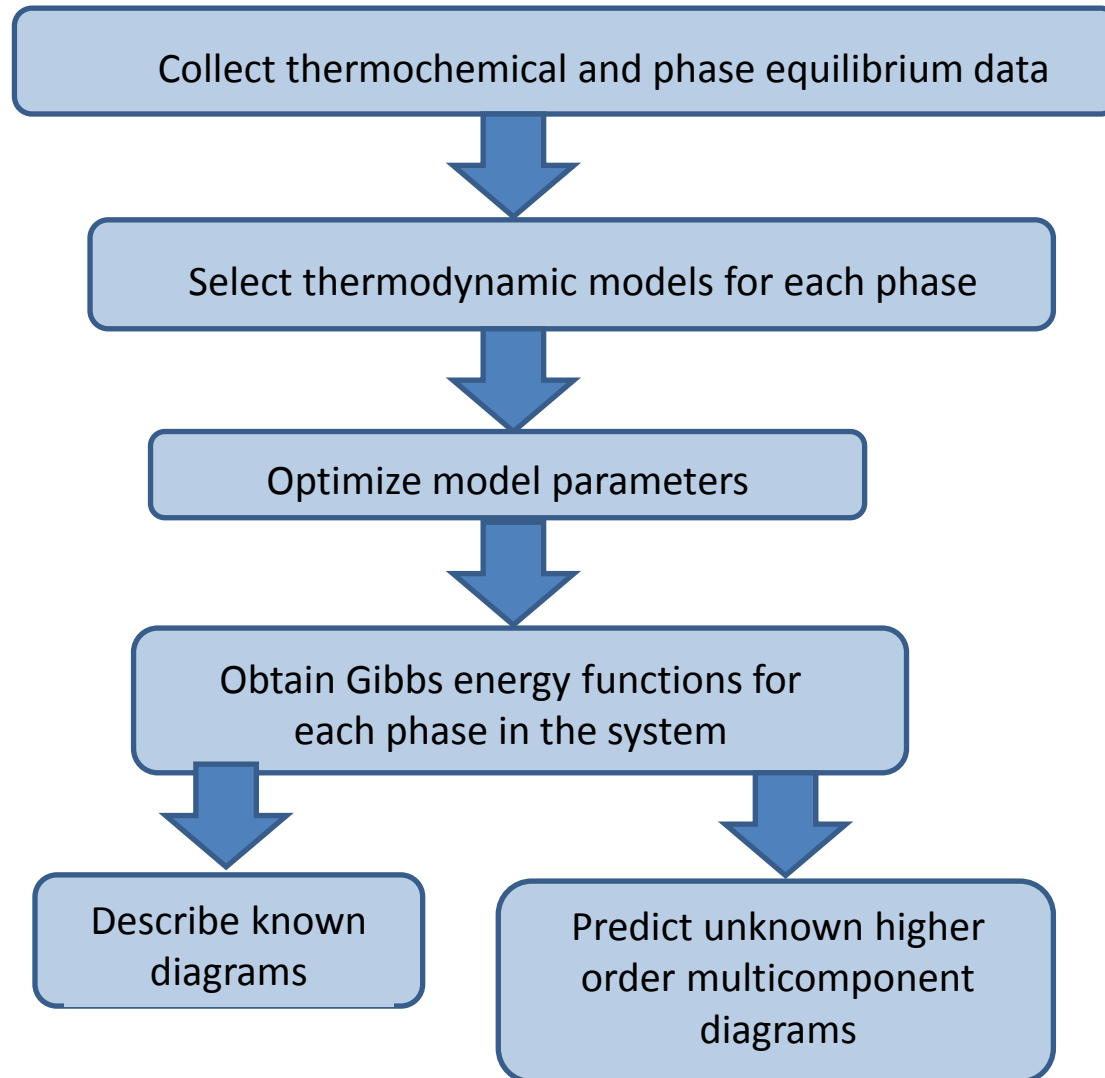 Collect thermochemical and phase equilibrium data
Select thermodynamic models for each phase
Optimize model parameters
Obtain Gibbs energy functions for
each phase in the system
Describe known
diagrams
Predict unknown higher
order multicomponent
diagrams